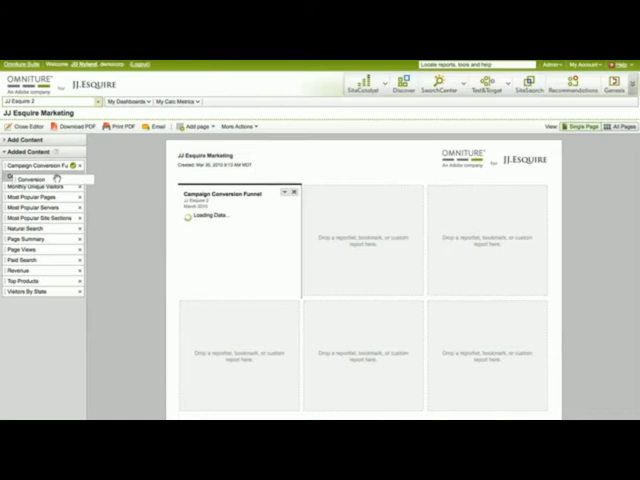 Omniture Suite Welcome JJ Nyland, (Logout)
Locate reports, tools and help
Admin My Account Help
OMNITURE
An Adobe company
for JJ.ESQUIRE
SiteCatalyst Discover SearchCenter Test&Target SiteSearch Recommendations Genesis
JJ Esquire 2 My Dashboards My Calc Metrics
JJ Esquire Marketing
Close Editor Download PDF Print PDF Email Add page More Actions View: Single Page All Pages
Add Content
Added Content
Campaign Conversion Fu
Conversion
Monthly Unique Visitors
Most Popular Pages
Most Popular Servers
Most Popular Site Sections
Natural Search
Page Summary
Page Views
Paid Search
Revenue
Top Products
Visitors By State
JJ Esquire Marketing
Created: Mar 30, 2010 9:13 AM MDT
OMNITURE
An Adobe company
for JJ.ESQUIRE
Campaign Conversion Funnel
JJ Esquire 2
March 2010
Loading Data...
Drop a reportlet, bookmark, or custom
report here.
Drop a reportlet, bookmark, or custom
report here.
Drop a reportlet, bookmark, or custom
report here.
Drop a reportlet, bookmark, or custom
report here.
Drop a reportlet, bookmark, or custom
report here.